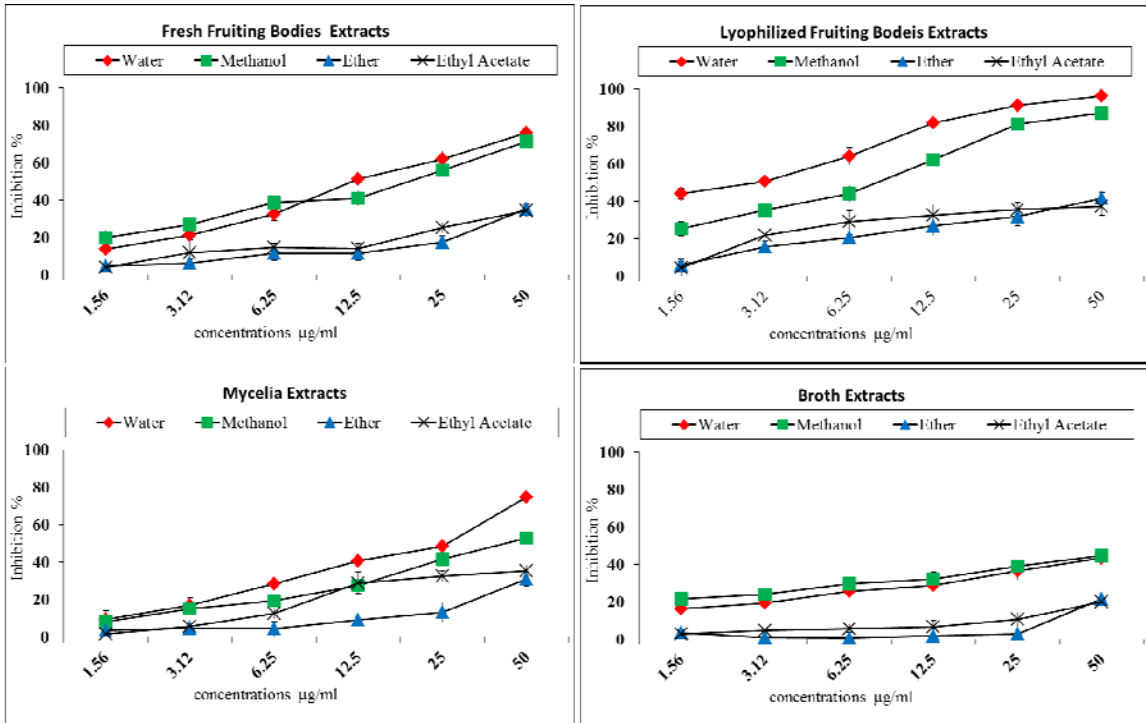 Fresh Fruiting Bodies Extracts
Water Methanol Ether Ethyl Acetate
Inhibition %
100
80
60
40
20
0
1.56 3.12 6.25 12.5 25 50
concentrations µg/ml
Lyophilized Fruiting Bodeis Extracts
Water Methanol Ether Ethyl Acetate
Inhibition %
100
80
60
40
20
0
1.56 3.12 6.25 12.5 25 50
concentrations µg/ml
Mycelia Extracts
Water Methanol Ether Ethyl Acetate
Inhibition %
100
80
60
40
20
0
1.56 3.12 6.25 12.5 25 50
concentrations µg/ml
Broth Extracts
Water Methanol Ether Ethyl Acetate
Inhibition %
100
80
60
40
20
0
1.56 3.12 6.25 12.5 25 50
concentrations µg/ml